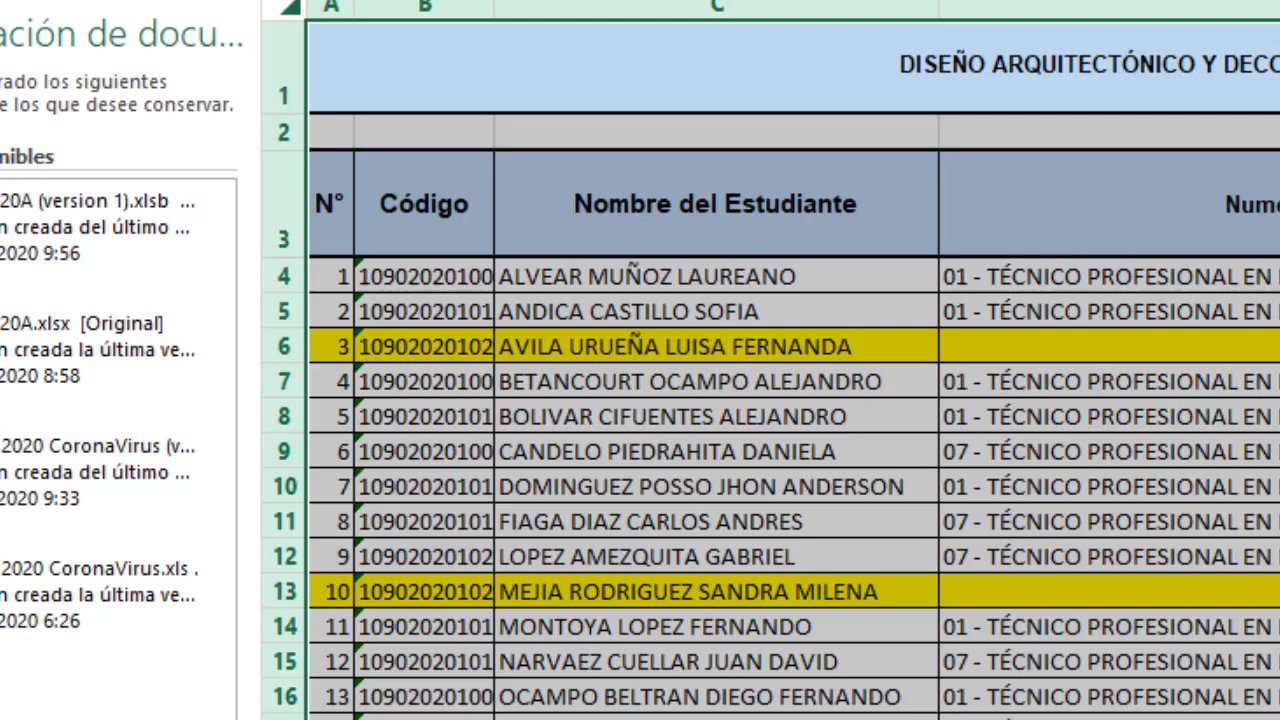 ación de docu...
rado los siguientes
e los que desee conservar.
nibles
20A (version 1).xlsb ...
n creada del último ...
2020 9:56
20A.xlsx [Original]
n creada la última ve...
2020 8:58
2020 CoronaVirus (v...
n creada del último ...
2020 9:33
2020 CoronaVirus.xls .
n creada la última ve...
2020 6:26
A B C
1 DISEÑO ARQUITECTÓNICO Y DECO
2
3 N° Código Nombre del Estudiante Nume
4 1 10902020100 ALVEAR MUÑOZ LAUREANO 01 - TÉCNICO PROFESIONAL EN
5 2 10902020101 ANDICA CASTILLO SOFIA 01 - TÉCNICO PROFESIONAL EN
6 3 10902020102 AVILA URUEÑA LUISA FERNANDA
7 4 10902020100 BETANCOURT OCAMPO ALEJANDRO 01 - TÉCNICO PROFESIONAL EN
8 5 10902020101 BOLIVAR CIFUENTES ALEJANDRO 01 - TÉCNICO PROFESIONAL EN
9 6 10902020100 CANDELO PIEDRAHITA DANIELA 07 - TÉCNICO PROFESIONAL EN
10 7 10902020101 DOMINGUEZ POSSO JHON ANDERSON 01 - TÉCNICO PROFESIONAL EN
11 8 10902020101 FIAGA DIAZ CARLOS ANDRES 07 - TÉCNICO PROFESIONAL EN
12 9 10902020102 LOPEZ AMEZQUITA GABRIEL 07 - TÉCNICO PROFESIONAL EN
13 10 10902020102 MEJIA RODRIGUEZ SANDRA MILENA
14 11 10902020101 MONTOYA LOPEZ FERNANDO 01 - TÉCNICO PROFESIONAL EN
15 12 10902020101 NARVAEZ CUELLAR JUAN DAVID 07 - TÉCNICO PROFESIONAL EN
16 13 10902020100 OCAMPO BELTRAN DIEGO FERNANDO 01 - TÉCNICO PROFESIONAL EN